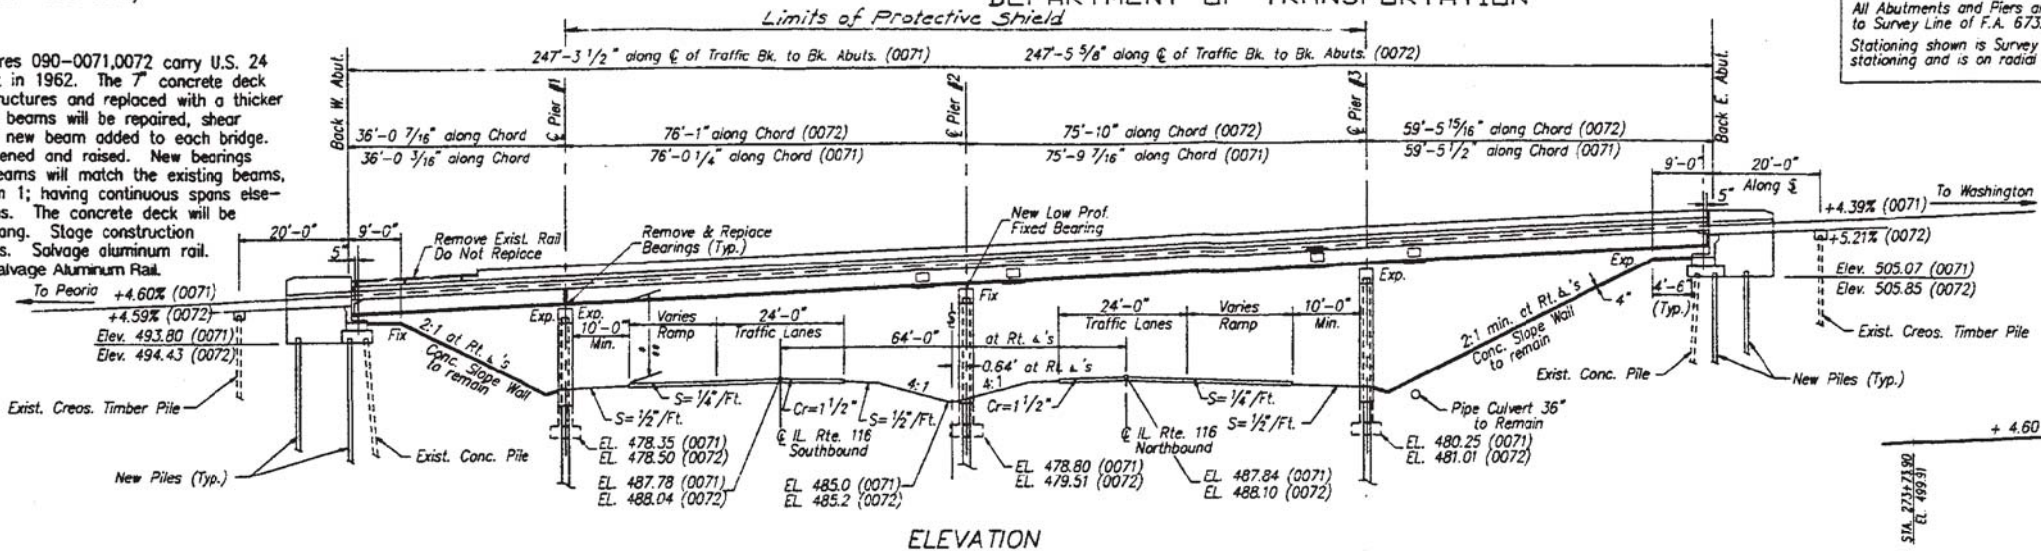 DEPARTMENT OF TRANSPORTATION
Limits of Protective Shield
All Abutments and Piers
to Survey Line of F.A. 673
Stationing shown is Survey
stationing and is on radial
res 090-0071,0072 carry U.S. 24
in 1962. The 7" concrete deck
uctures and replaced with a thicker
beams will be repaired, shear
new beam added to each bridge.
ened and raised. New bearings
eams will match the existing beams,
1; having continuous spans else-
s. The concrete deck will be
ang. Stage construction
s. Salvage aluminum rail.
alvage Aluminum Rail.
247'-3 1/2" along ℄ of Traffic Bk. to Bk. Abuts. (0071)
247'-5 5/8" along ℄ of Traffic Bk. to Bk. Abuts. (0072)
Back W. Abut.
℄ Pier #1
℄ Pier #2
℄ Pier #3
Back E. Abut.
36'-0 7/16" along Chord
76'-1" along Chord (0072)
75'-10" along Chord (0072)
59'-5 15/16" along Chord (0072)
36'-0 3/16" along Chord
76'-0 1/4" along Chord (0071)
75'-9 7/16" along Chord (0071)
59'-5 1/2" along Chord (0071)
20'-0"
9'-0"
5"
Remove Exist. Rail
Do Not Replace
Remove & Replace
Bearings (Typ.)
New Low Prof.
Fixed Bearing
9'-0"
20'-0"
Along
5"
To Washington
+4.39% (0071)
+5.21% (0072)
Elev. 505.07 (0071)
Elev. 505.85 (0072)
To Peoria
+4.60% (0071)
+4.59% (0072)
Elev. 493.80 (0071)
Elev. 494.43 (0072)
Fix
Exp.
Exp.
Fix
Exp.
Exp.
2:1 at Rt. ∠'s
Conc. Slope Wall
to remain
10'-0"
Min.
Varies
Ramp
24'-0"
Traffic Lanes
64'-0" at Rt. ∠'s
0.64' at Rt. ∠'s
24'-0"
Traffic Lanes
Varies
Ramp
10'-0"
Min.
2:1 min. at Rt. ∠'s
Conc. Slope Wall
to remain
4"
4'-6"
(Typ.)
Exist. Creos. Timber Pile
Exist. Conc. Pile
New Piles (Typ.)
Exist. Creos. Timber Pile
Exist. Conc. Pile
New Piles (Typ.)
S=1/2"/Ft.
S=1/4"/Ft.
Cr=1 1/2"
S=1/2"/Ft.
4:1
4:1
Cr=1 1/2"
S=1/4"/Ft.
S=1/2"/Ft.
Pipe Culvert 36"
to Remain
℄ IL. Rte. 116
Southbound
℄ IL. Rte. 116
Northbound
EL. 478.35 (0071)
EL. 478.50 (0072)
EL. 487.78 (0071)
EL. 488.04 (0072)
EL. 485.0 (0071)
EL. 485.2 (0072)
EL. 478.80 (0071)
EL. 479.51 (0072)
EL. 487.84 (0071)
EL. 488.10 (0072)
EL. 480.25 (0071)
EL. 481.01 (0072)
+ 4.60
STA. 273+73.90
EL. 499.91
ELEVATION